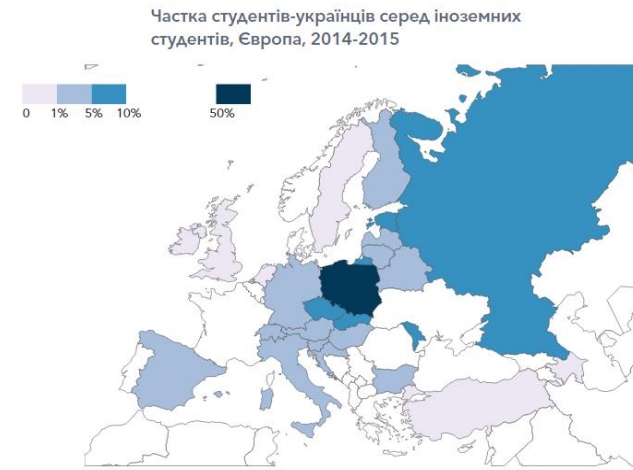 Частка студентів-українців серед іноземних
студентів, Європа, 2014-2015
0 1% 5% 10% 50%